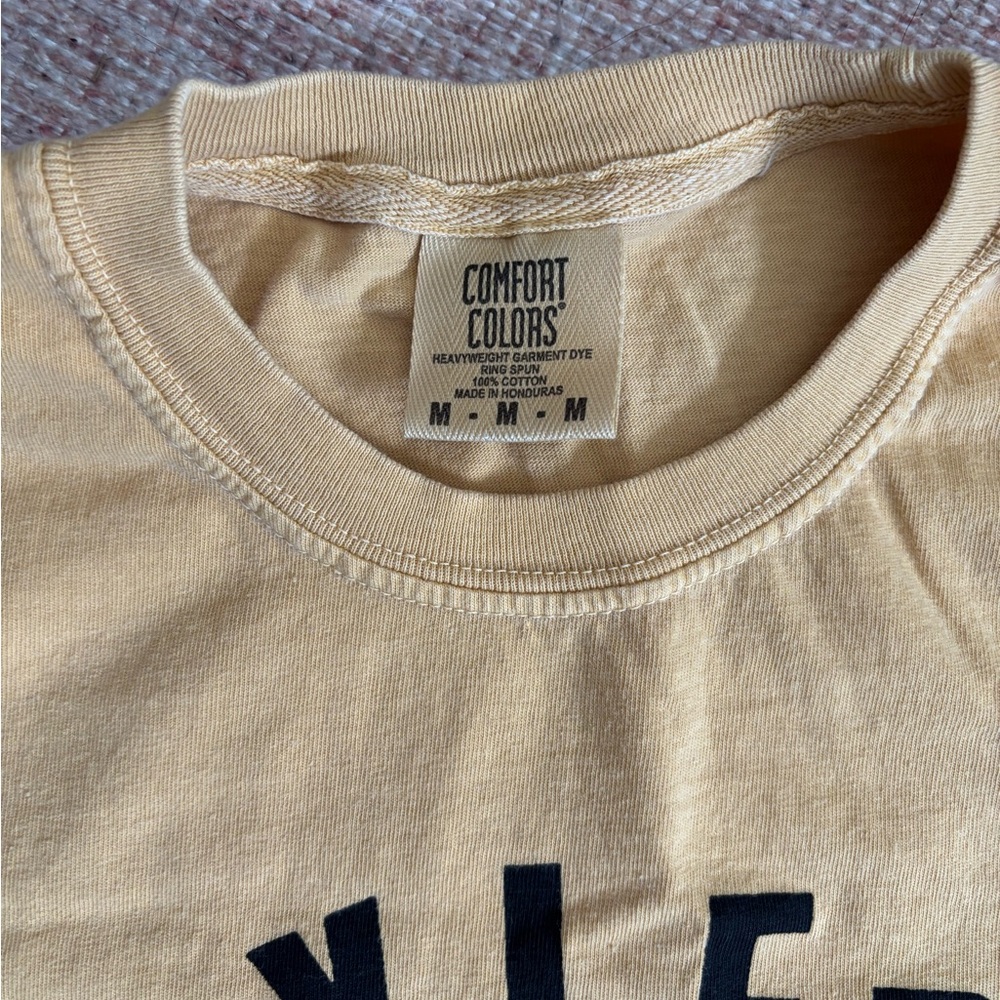 COMFORT
COLORS®
HEAVYWEIGHT GARMENT DYE
RING SPUN
100% COTTON
MADE IN HONDURAS
M - M - M